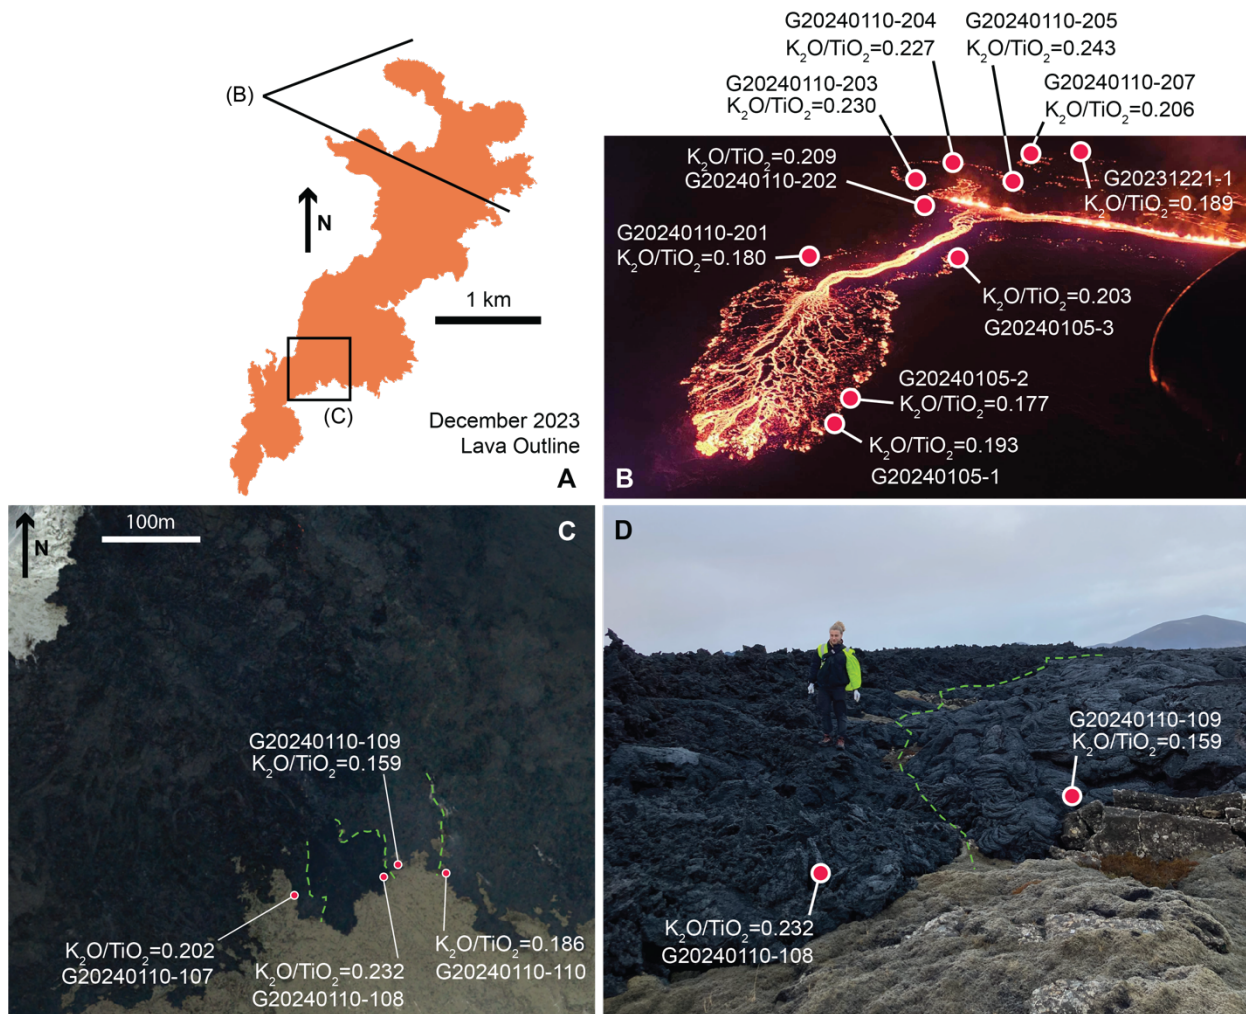 (B)
N
1 km
(C)
December 2023
Lava Outline
A
G20240110-204
K₂O/TiO₂=0.227
G20240110-205
K₂O/TiO₂=0.243
G20240110-203
K₂O/TiO₂=0.230
G20240110-207
K₂O/TiO₂=0.206
K₂O/TiO₂=0.209
G20240110-202
G20231221-1
K₂O/TiO₂=0.189
G20240110-201
K₂O/TiO₂=0.180
K₂O/TiO₂=0.203
G20240105-3
G20240105-2
K₂O/TiO₂=0.177
K₂O/TiO₂=0.193
G20240105-1
B
N
100m
C
G20240110-109
K₂O/TiO₂=0.159
K₂O/TiO₂=0.202
G20240110-107
K₂O/TiO₂=0.232
G20240110-108
K₂O/TiO₂=0.186
G20240110-110
D
G20240110-109
K₂O/TiO₂=0.159
K₂O/TiO₂=0.232
G20240110-108